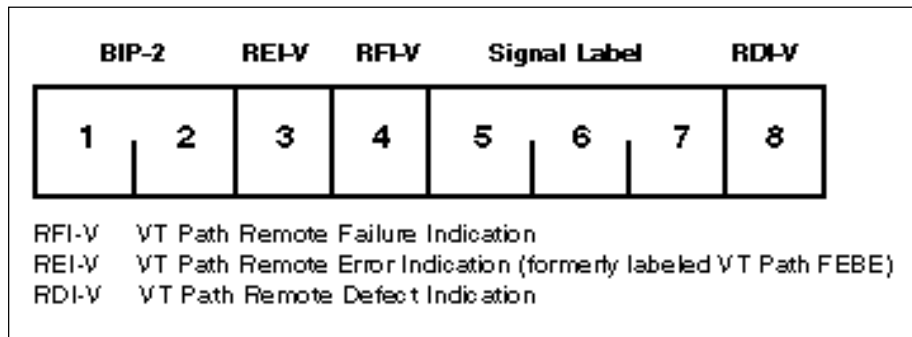 BIP-2 REI-V RFI-V Signal Label RDI-V
1 2 3 4 5 6 7 8
RFI-V VT Path Remote Failure Indication
REI-V VT Path Remote Error Indication (formerly labeled VT Path FEBE)
RDI-V VT Path Remote Defect Indication